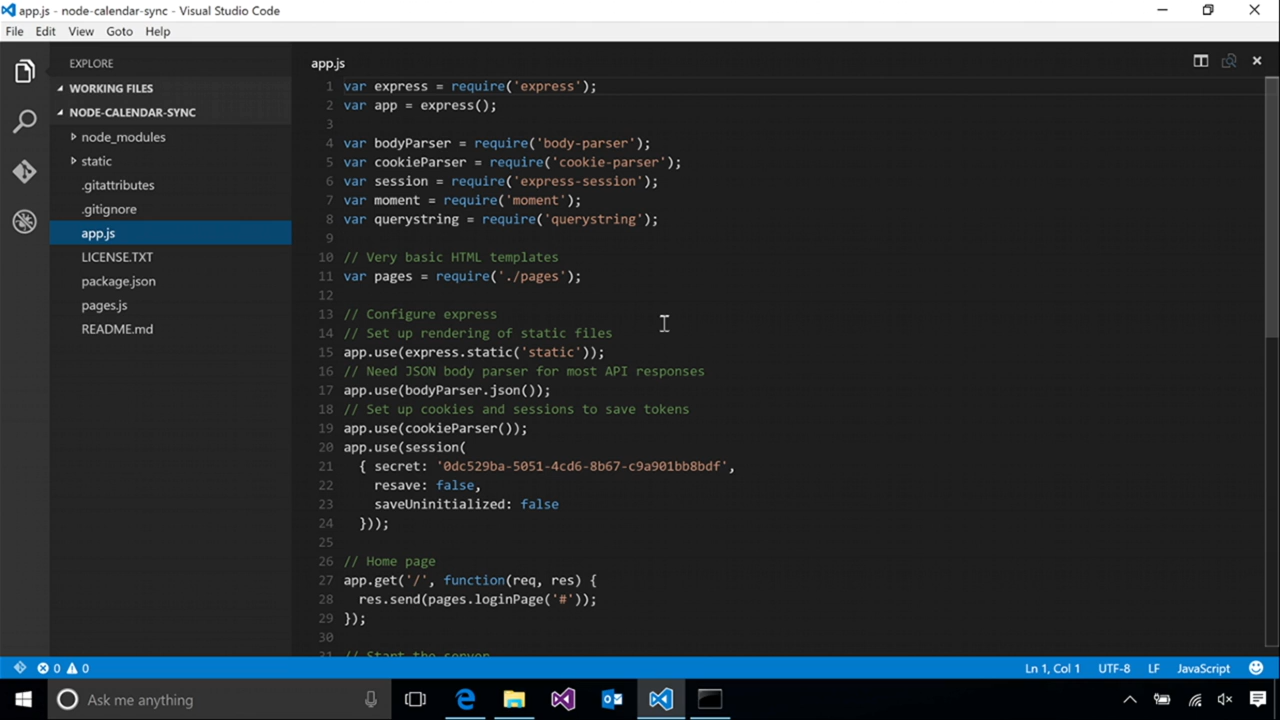 app.js - node-calendar-sync - Visual Studio Code
File Edit View Goto Help
EXPLORE
WORKING FILES
NODE-CALENDAR-SYNC
node_modules
static
.gitattributes
.gitignore
app.js
LICENSE.TXT
package.json
pages.js
README.md
app.js
1 var express = require('express');
2 var app = express();
3
4 var bodyParser = require('body-parser');
5 var cookieParser = require('cookie-parser');
6 var session = require('express-session');
7 var moment = require('moment');
8 var querystring = require('querystring');
9
10 // Very basic HTML templates
11 var pages = require('./pages');
12
13 // Configure express
14 // Set up rendering of static files
15 app.use(express.static('static'));
16 // Need JSON body parser for most API responses
17 app.use(bodyParser.json());
18 // Set up cookies and sessions to save tokens
19 app.use(cookieParser());
20 app.use(session(
21 { secret: '0dc529ba-5051-4cd6-8b67-c9a901bb8bdf',
22 resave: false,
23 saveUninitialized: false
24 }));
25
26 // Home page
27 app.get('/', function(req, res) {
28 res.send(pages.loginPage('#'));
29 });
30
31 // Start the server
0 0 Ln 1, Col 1 UTF-8 LF JavaScript
Ask me anything